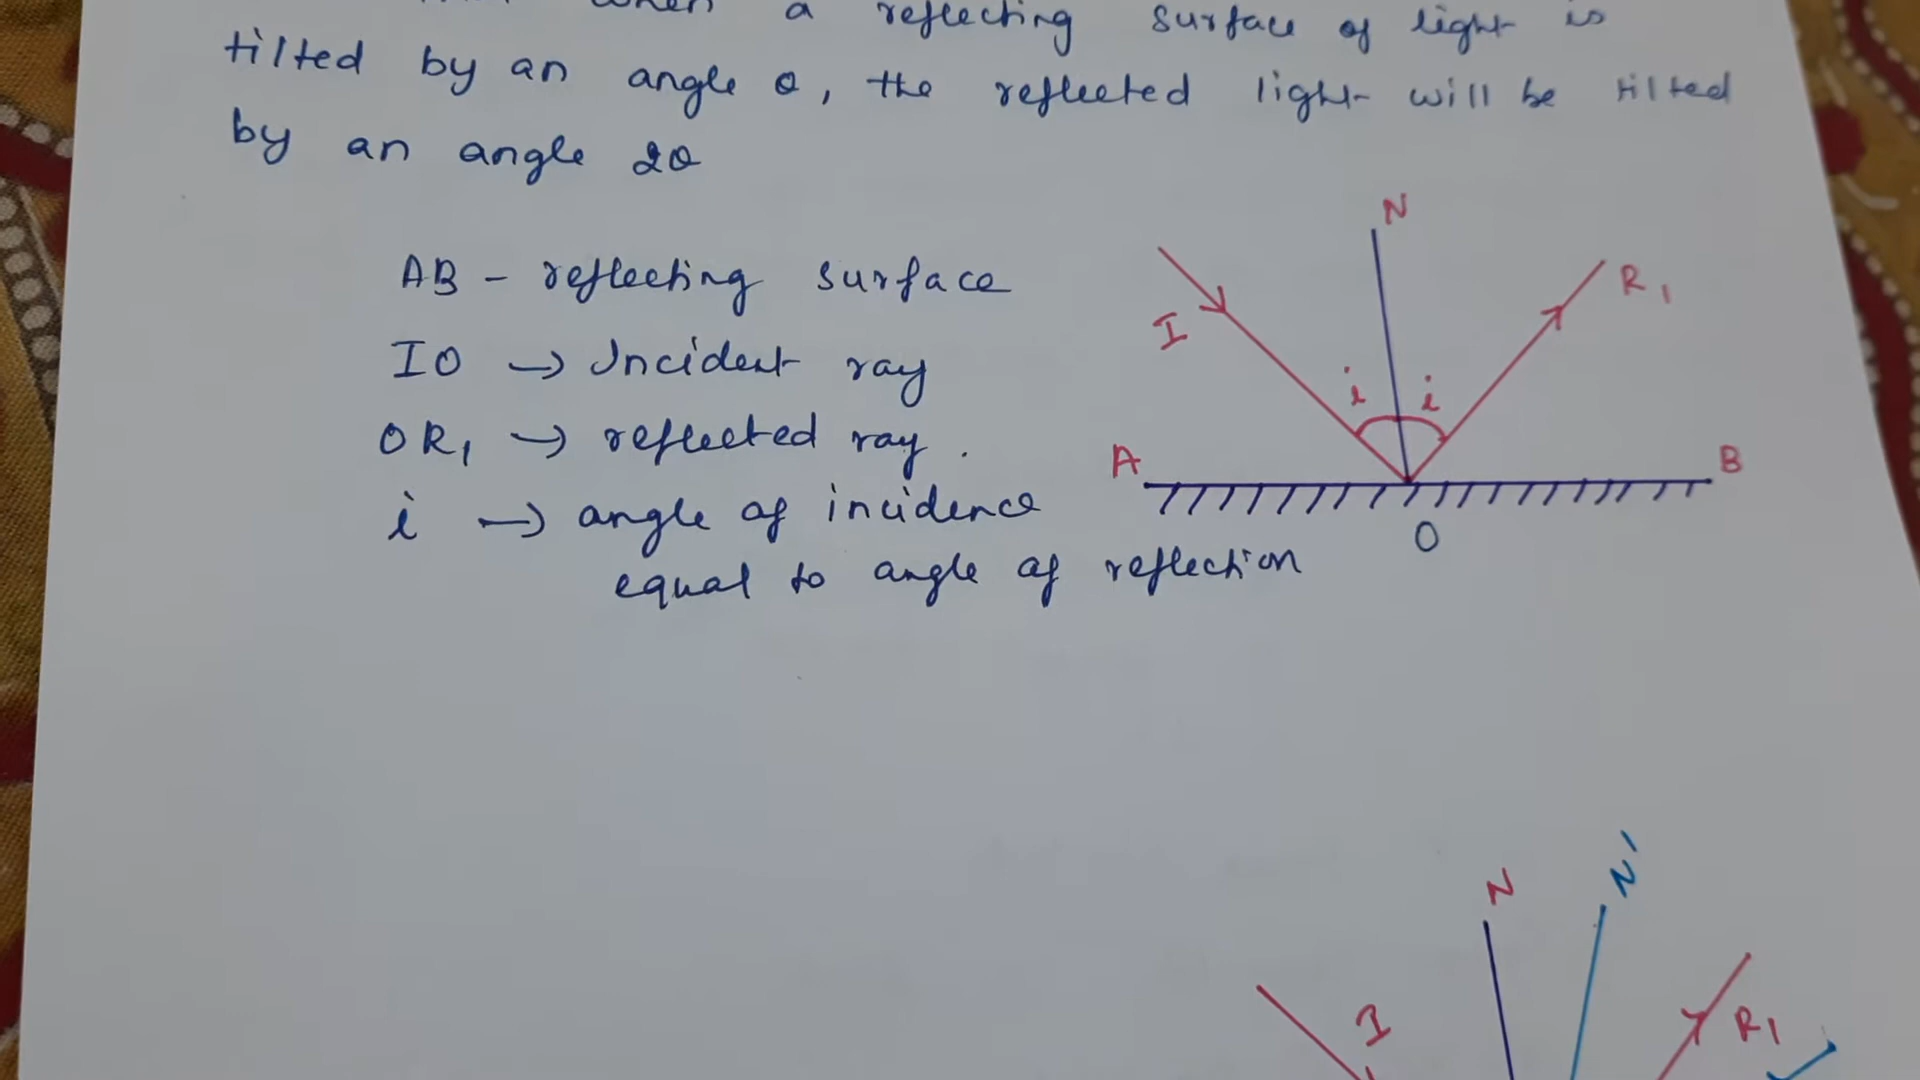 when a reflecting surface of light is
tilted by an angle θ, the reflected light will be tilted
by an angle 2θ
AB - reflecting surface
IO → Incident ray
OR1 → reflected ray.
i → angle of incidence
equal to angle of reflection
N
I
R1
i i
A
B
O
N
N'
I
R1